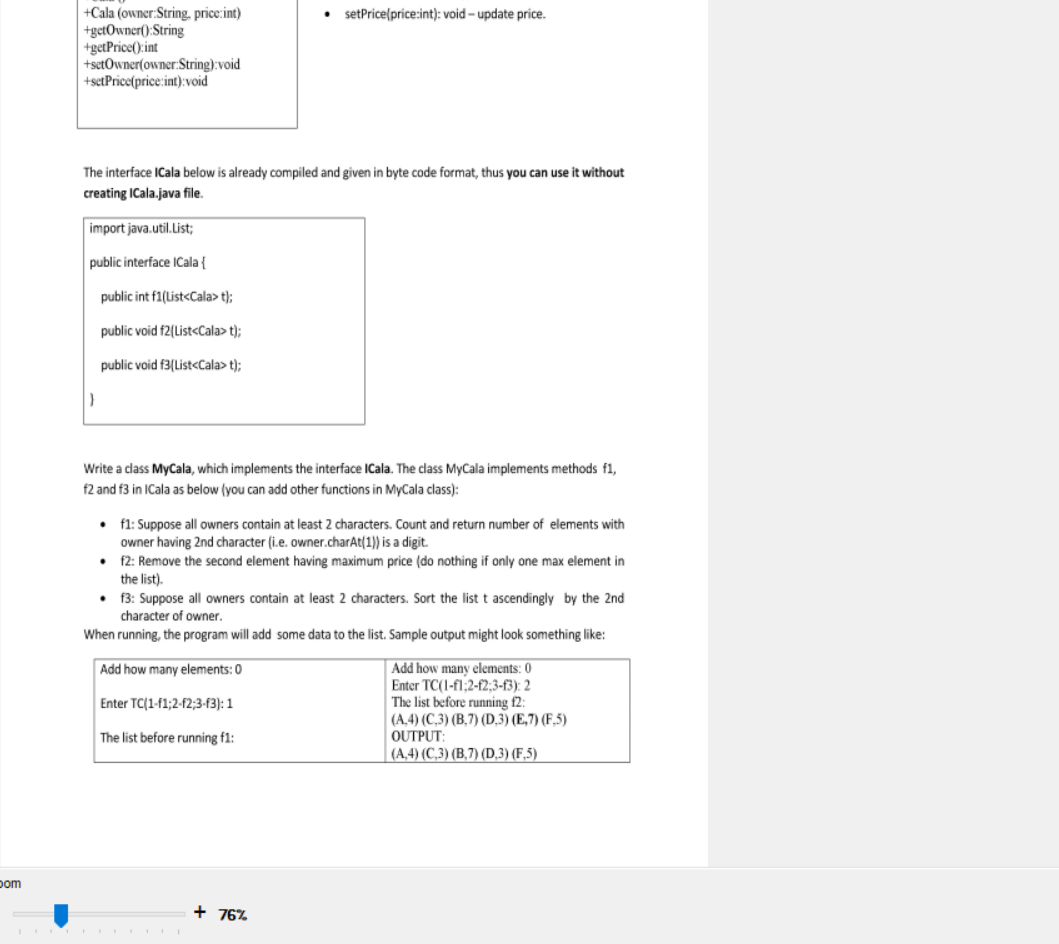 +Cala (owner:String, price:int)
• setPrice(price:int): void – update price.
+getOwner():String
+getPrice():int
+setOwner(owner:String):void
+setPrice(price:int):void
The interface ICala below is already compiled and given in byte code format, thus you can use it without
creating ICala.java file.
import java.util.List;
public interface ICala {
public int f1(List<Cala> t);
public void f2(List<Cala> t);
public void f3(List<Cala> t);
}
Write a class MyCala, which implements the interface ICala. The class MyCala implements methods f1,
f2 and f3 in ICala as below (you can add other functions in MyCala class):
• f1: Suppose all owners contain at least 2 characters. Count and return number of elements with
owner having 2nd character (i.e. owner.charAt(1)) is a digit.
• f2: Remove the second element having maximum price (do nothing if only one max element in
the list).
• f3: Suppose all owners contain at least 2 characters. Sort the list t ascendingly by the 2nd
character of owner.
When running, the program will add some data to the list. Sample output might look something like:
Add how many elements: 0
Enter TC(1-f1;2-f2;3-f3): 1
The list before running f1:
Add how many elements: 0
Enter TC(1-f1;2-f2;3-f3): 2
The list before running f2:
(A,4) (C,3) (B,7) (D,3) (E,7) (F,5)
OUTPUT:
(A,4) (C,3) (B,7) (D,3) (F,5)
oom
+ 76%